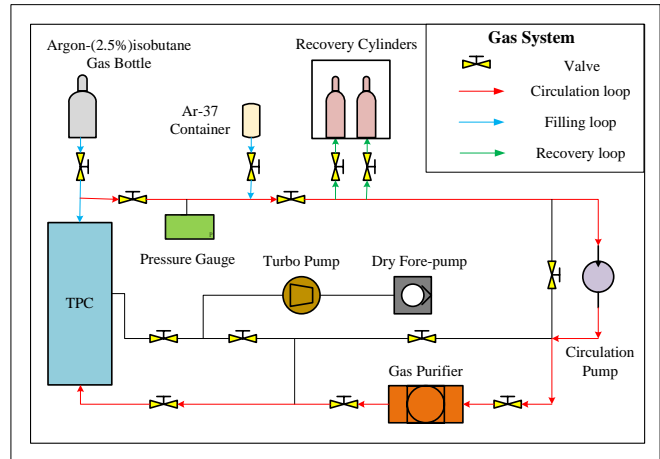 Argon-(2.5%)isobutane
Gas Bottle
Recovery Cylinders
Gas System
Valve
Circulation loop
Filling loop
Recovery loop
Ar-37
Container
Pressure Gauge
Turbo Pump
Dry Fore-pump
TPC
Circulation
Pump
Gas Purifier